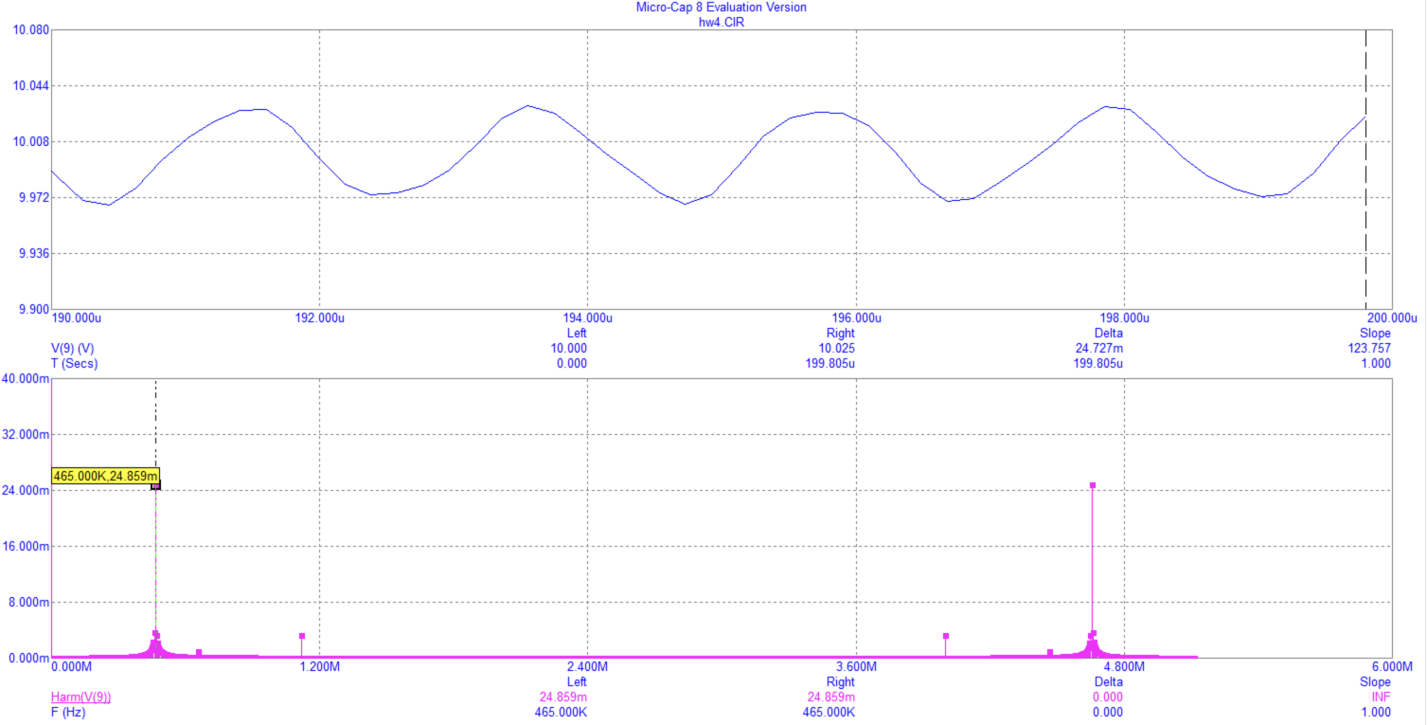 Micro-Cap 8 Evaluation Version
hw4.CIR
10.080
10.044
10.008
9.972
9.936
9.900
190.000u 192.000u 194.000u 196.000u 198.000u 200.000u
Left Right Delta Slope
V(9) (V) 10.000 10.025 24.727m 123.757
T (Secs) 0.000 199.805u 199.805u 1.000
40.000m
32.000m
465.000K,24.859m
24.000m
16.000m
8.000m
0.000m
0.000M 1.200M 2.400M 3.600M 4.800M 6.000M
Left Right Delta Slope
Harm(V(9)) 24.859m 24.859m 0.000 INF
F (Hz) 465.000K 465.000K 0.000 1.000